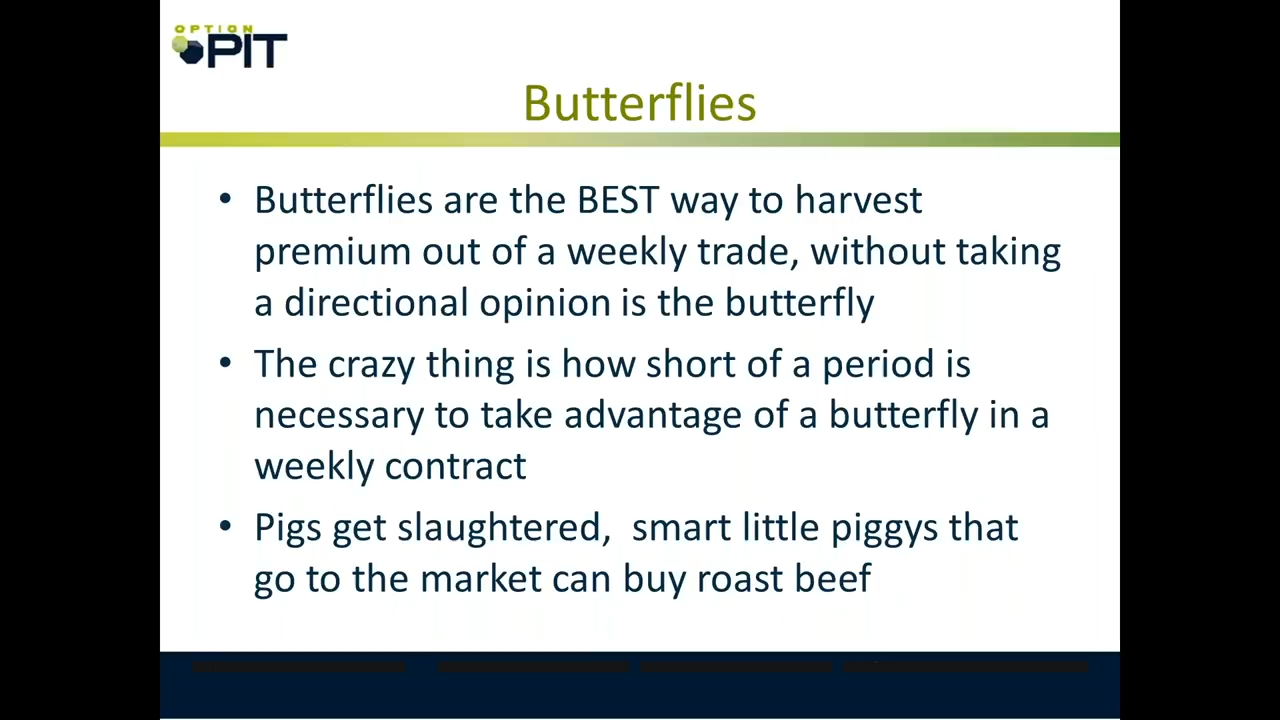 OPTION
PIT
Butterflies
• Butterflies are the BEST way to harvest
premium out of a weekly trade, without taking
a directional opinion is the butterfly
• The crazy thing is how short of a period is
necessary to take advantage of a butterfly in a
weekly contract
• Pigs get slaughtered,  smart little piggys that
go to the market can buy roast beef